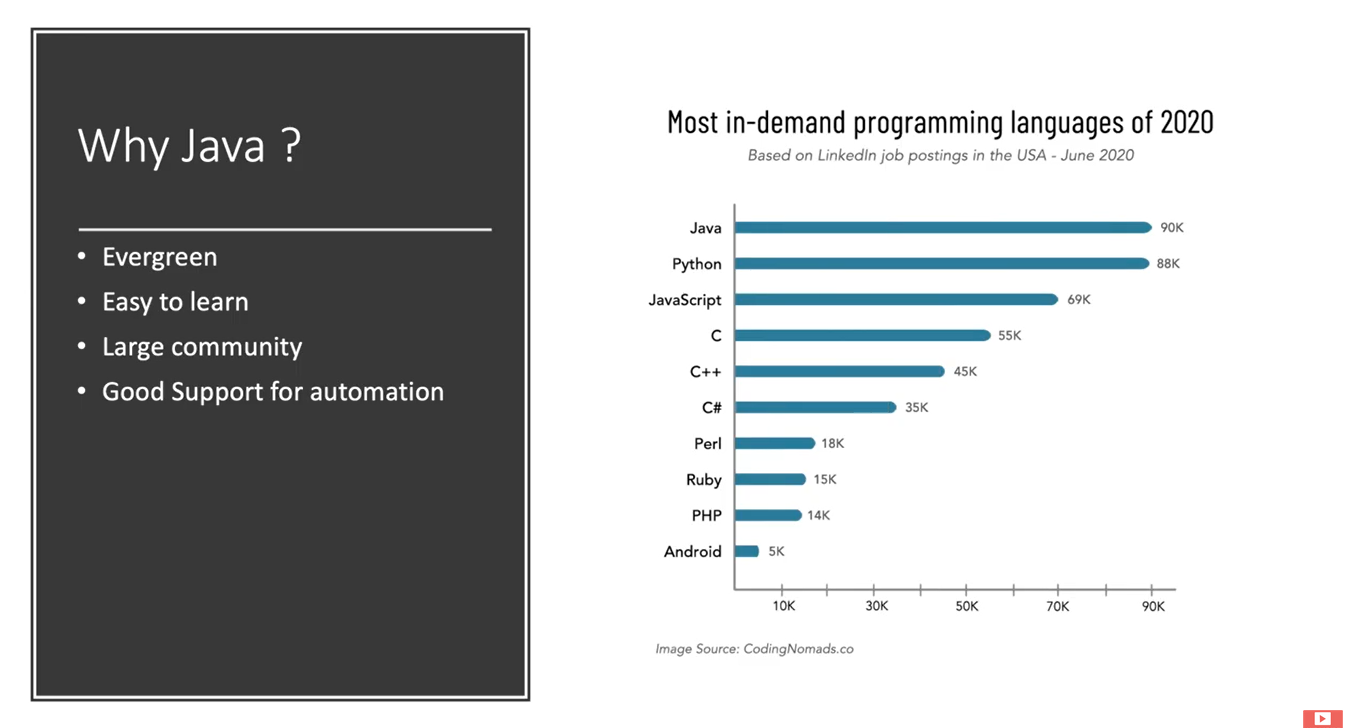 Why Java ?
• Evergreen
• Easy to learn
• Large community
• Good Support for automation
Most in-demand programming languages of 2020
Based on LinkedIn job postings in the USA - June 2020
Java 90K
Python 88K
JavaScript 69K
C 55K
C++ 45K
C# 35K
Perl 18K
Ruby 15K
PHP 14K
Android 5K
10K 30K 50K 70K 90K
Image Source: CodingNomads.co